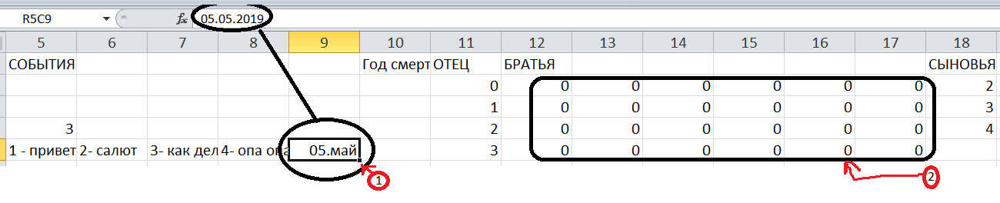 R5C9 fx 05.05.2019
5 6 7 8 9 10 11 12 13 14 15 16 17 18
СОБЫТИЯ Год смерт ОТЕЦ БРАТЬЯ СЫНОВЬЯ
0 0 0 0 0 0 0 2
1 0 0 0 0 0 0 3
3 2 0 0 0 0 0 0 4
1 - привет 2- салют 3- как дел 4- опа опа 05.май 3 0 0 0 0 0 0
1 2